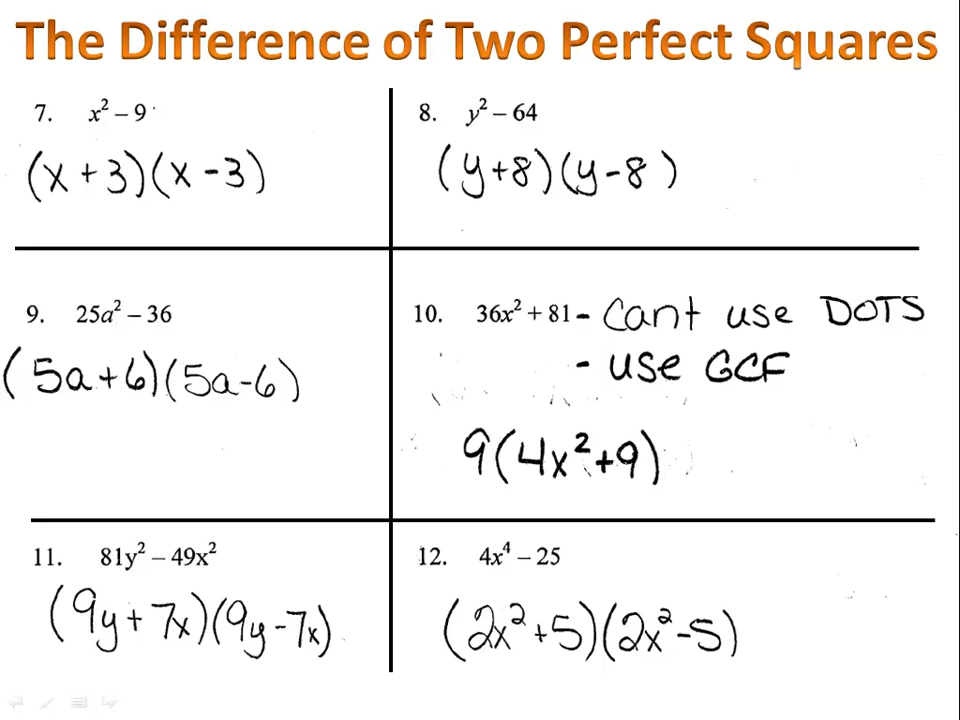 The Difference of Two Perfect Squares
7. x² – 9
(x + 3)(x - 3)
8. y² – 64
(y+8)(y-8)
9. 25a² – 36
(5a+6)(5a-6)
10. 36x² + 81 - Cant use DOTS
- use GCF
9(4x²+9)
11. 81y² – 49x²
(9y+7x)(9y-7x)
12. 4x⁴ – 25
(2x²+5)(2x²-5)